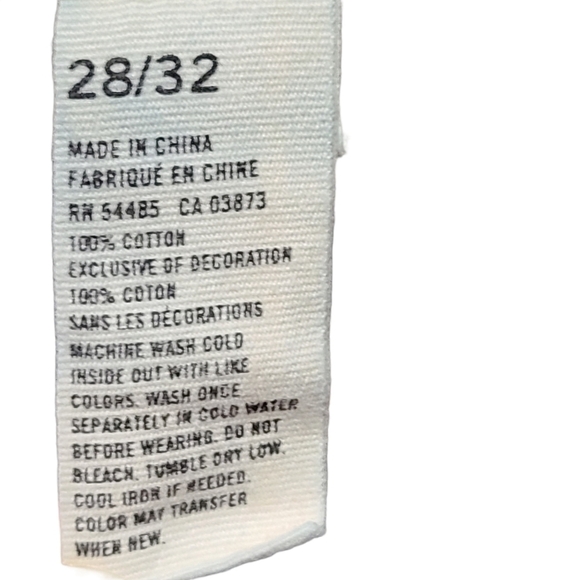 28/32
MADE IN CHINA
FABRIQUÉ EN CHINE
RN 54485 CA 03873
100% COTTON
EXCLUSIVE OF DECORATION
100% COTON
SANS LES DÉCORATIONS
MACHINE WASH COLD
INSIDE OUT WITH LIKE
COLORS. WASH ONCE
SEPARATELY IN COLD WATER
BEFORE WEARING. DO NOT
BLEACH. TUMBLE DRY LOW.
COOL IRON IF NEEDED.
COLOR MAY TRANSFER
WHEN NEW.